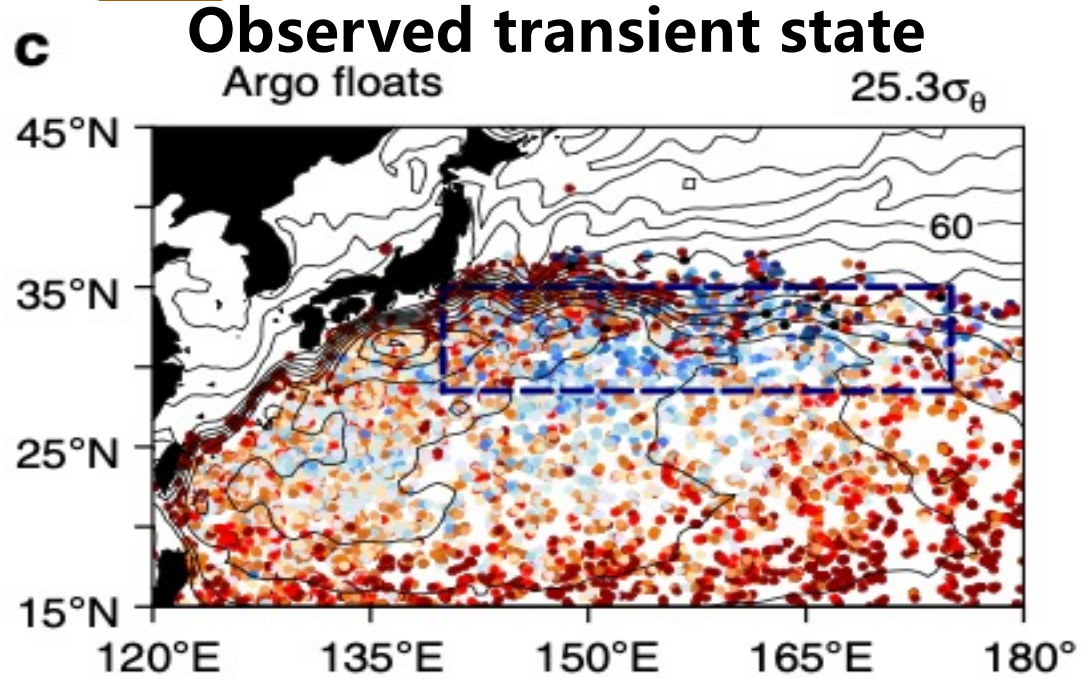 Observed transient state
c
Argo floats
25.3σθ
45°N
60
35°N
25°N
15°N
120°E
135°E
150°E
165°E
180°